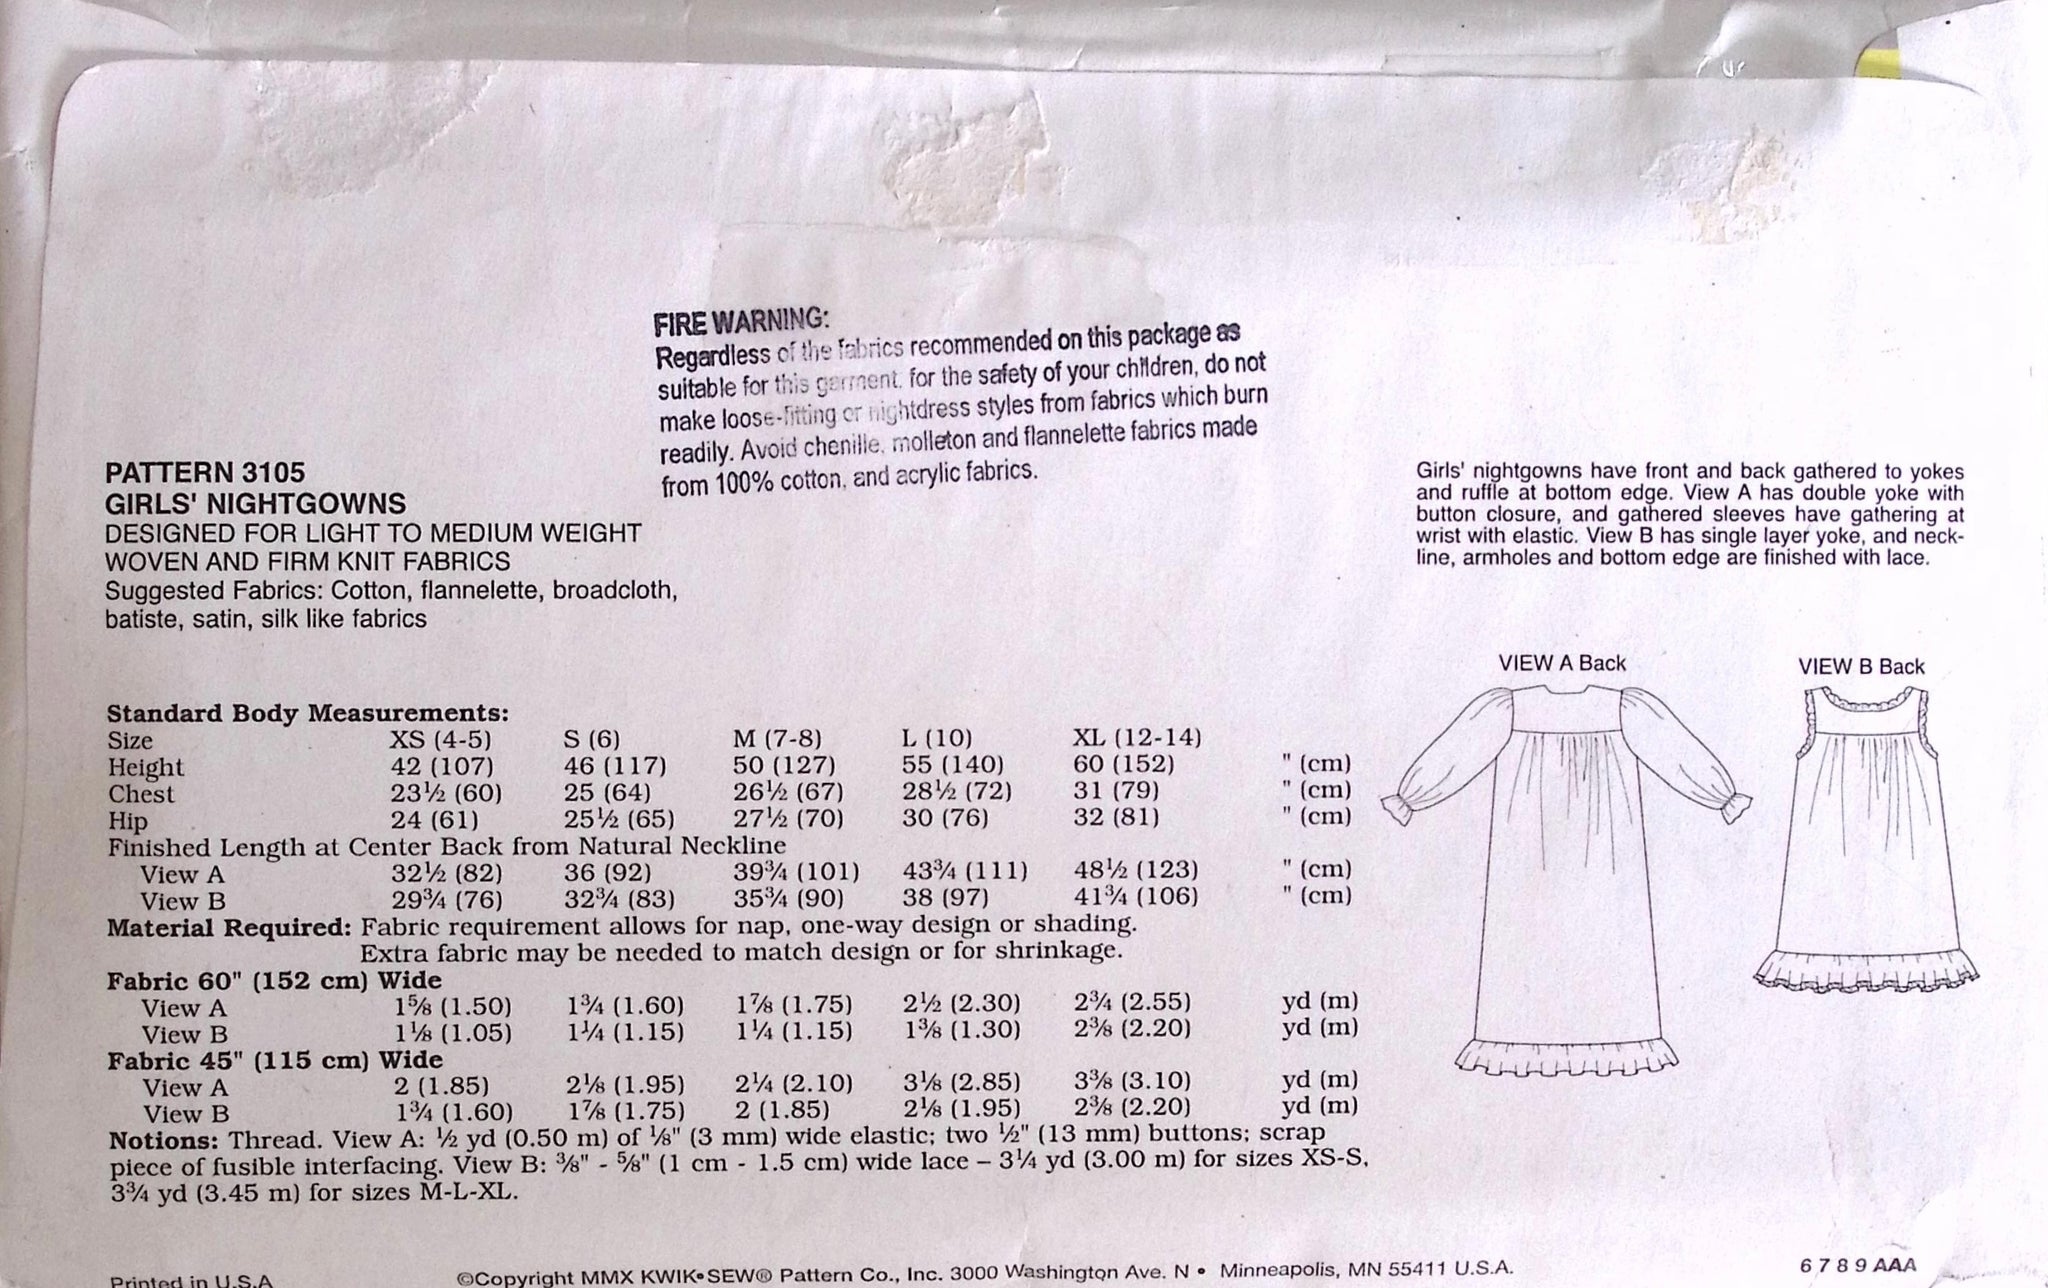 FIRE WARNING:
Regardless of the fabrics recommended on this package as
suitable for this garment, for the safety of your children, do not
make loose-fitting or nightdress styles from fabrics which burn
readily. Avoid chenille, molleton and flannelette fabrics made
from 100% cotton, and acrylic fabrics.
PATTERN 3105
GIRLS' NIGHTGOWNS
DESIGNED FOR LIGHT TO MEDIUM WEIGHT
WOVEN AND FIRM KNIT FABRICS
Suggested Fabrics: Cotton, flannelette, broadcloth,
batiste, satin, silk like fabrics
Girls' nightgowns have front and back gathered to yokes
and ruffle at bottom edge. View A has double yoke with
button closure, and gathered sleeves have gathering at
wrist with elastic. View B has single layer yoke, and neck-
line, armholes and bottom edge are finished with lace.
VIEW A Back
VIEW B Back
Standard Body Measurements:
Size XS (4-5) S (6) M (7-8) L (10) XL (12-14)
Height 42 (107) 46 (117) 50 (127) 55 (140) 60 (152) " (cm)
Chest 23½ (60) 25 (64) 26½ (67) 28½ (72) 31 (79) " (cm)
Hip 24 (61) 25½ (65) 27½ (70) 30 (76) 32 (81) " (cm)
Finished Length at Center Back from Natural Neckline
View A 32½ (82) 36 (92) 39¾ (101) 43¾ (111) 48½ (123) " (cm)
View B 29¾ (76) 32¾ (83) 35¾ (90) 38 (97) 41¾ (106) " (cm)
Material Required: Fabric requirement allows for nap, one-way design or shading.
Extra fabric may be needed to match design or for shrinkage.
Fabric 60" (152 cm) Wide
View A 1⅝ (1.50) 1¾ (1.60) 1⅞ (1.75) 2½ (2.30) 2¾ (2.55) yd (m)
View B 1⅛ (1.05) 1¼ (1.15) 1¼ (1.15) 1⅜ (1.30) 2⅜ (2.20) yd (m)
Fabric 45" (115 cm) Wide
View A 2 (1.85) 2⅛ (1.95) 2¼ (2.10) 3⅛ (2.85) 3⅜ (3.10) yd (m)
View B 1¾ (1.60) 1⅞ (1.75) 2 (1.85) 2⅛ (1.95) 2⅜ (2.20) yd (m)
Notions: Thread. View A: ½ yd (0.50 m) of ⅛" (3 mm) wide elastic; two ½" (13 mm) buttons; scrap
piece of fusible interfacing. View B: ⅜" - ⅝" (1 cm - 1.5 cm) wide lace – 3¼ yd (3.00 m) for sizes XS-S,
3¾ yd (3.45 m) for sizes M-L-XL.
Printed in U.S.A ©Copyright MMX KWIK•SEW® Pattern Co., Inc. 3000 Washington Ave. N • Minneapolis, MN 55411 U.S.A. 6 7 8 9 AAA